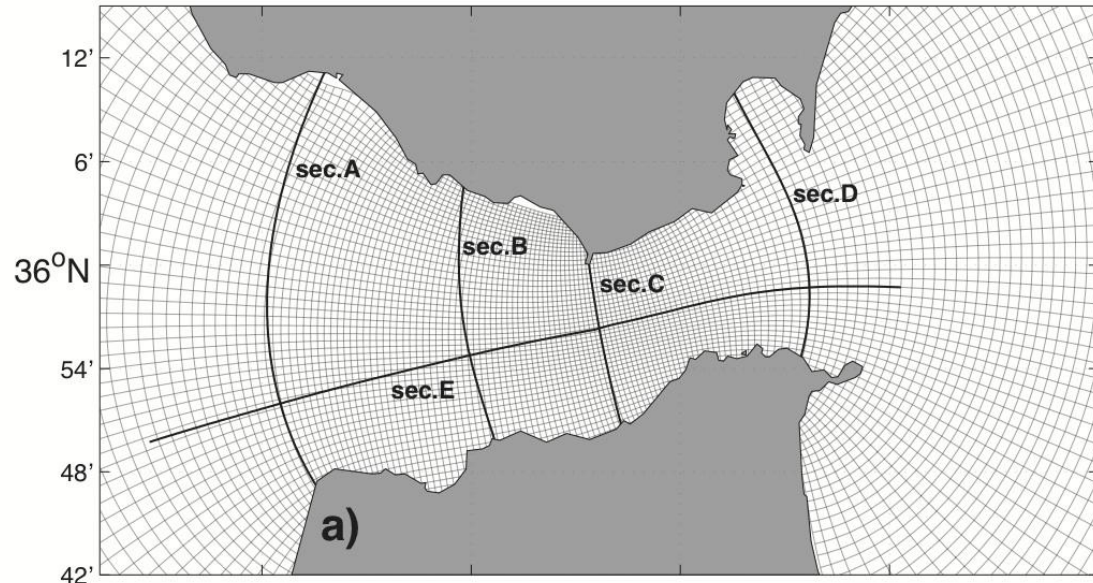 12'
6'
36°N
54'
48'
42'
sec.A
sec.B
sec.C
sec.D
sec.E
a)